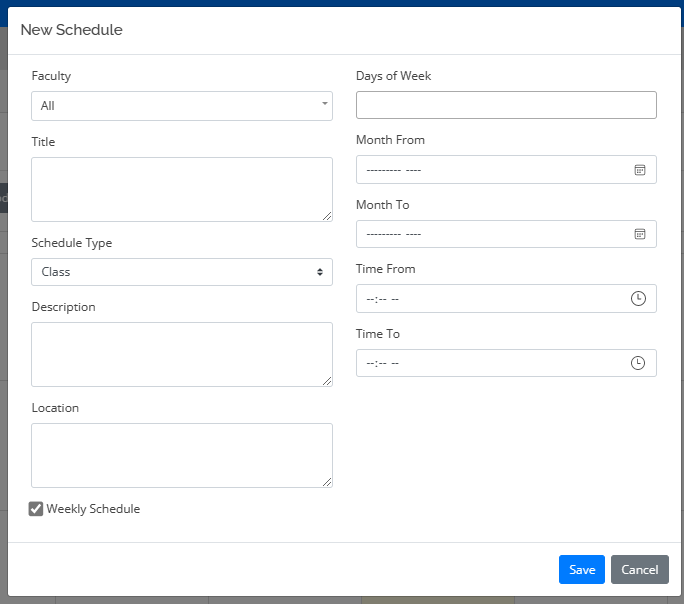 New Schedule
Faculty
All
Title
Schedule Type
Class
Description
Location
Weekly Schedule
Days of Week
Month From
--------- ----
Month To
--------- ----
Time From
--:-- --
Time To
--:-- --
Save
Cancel